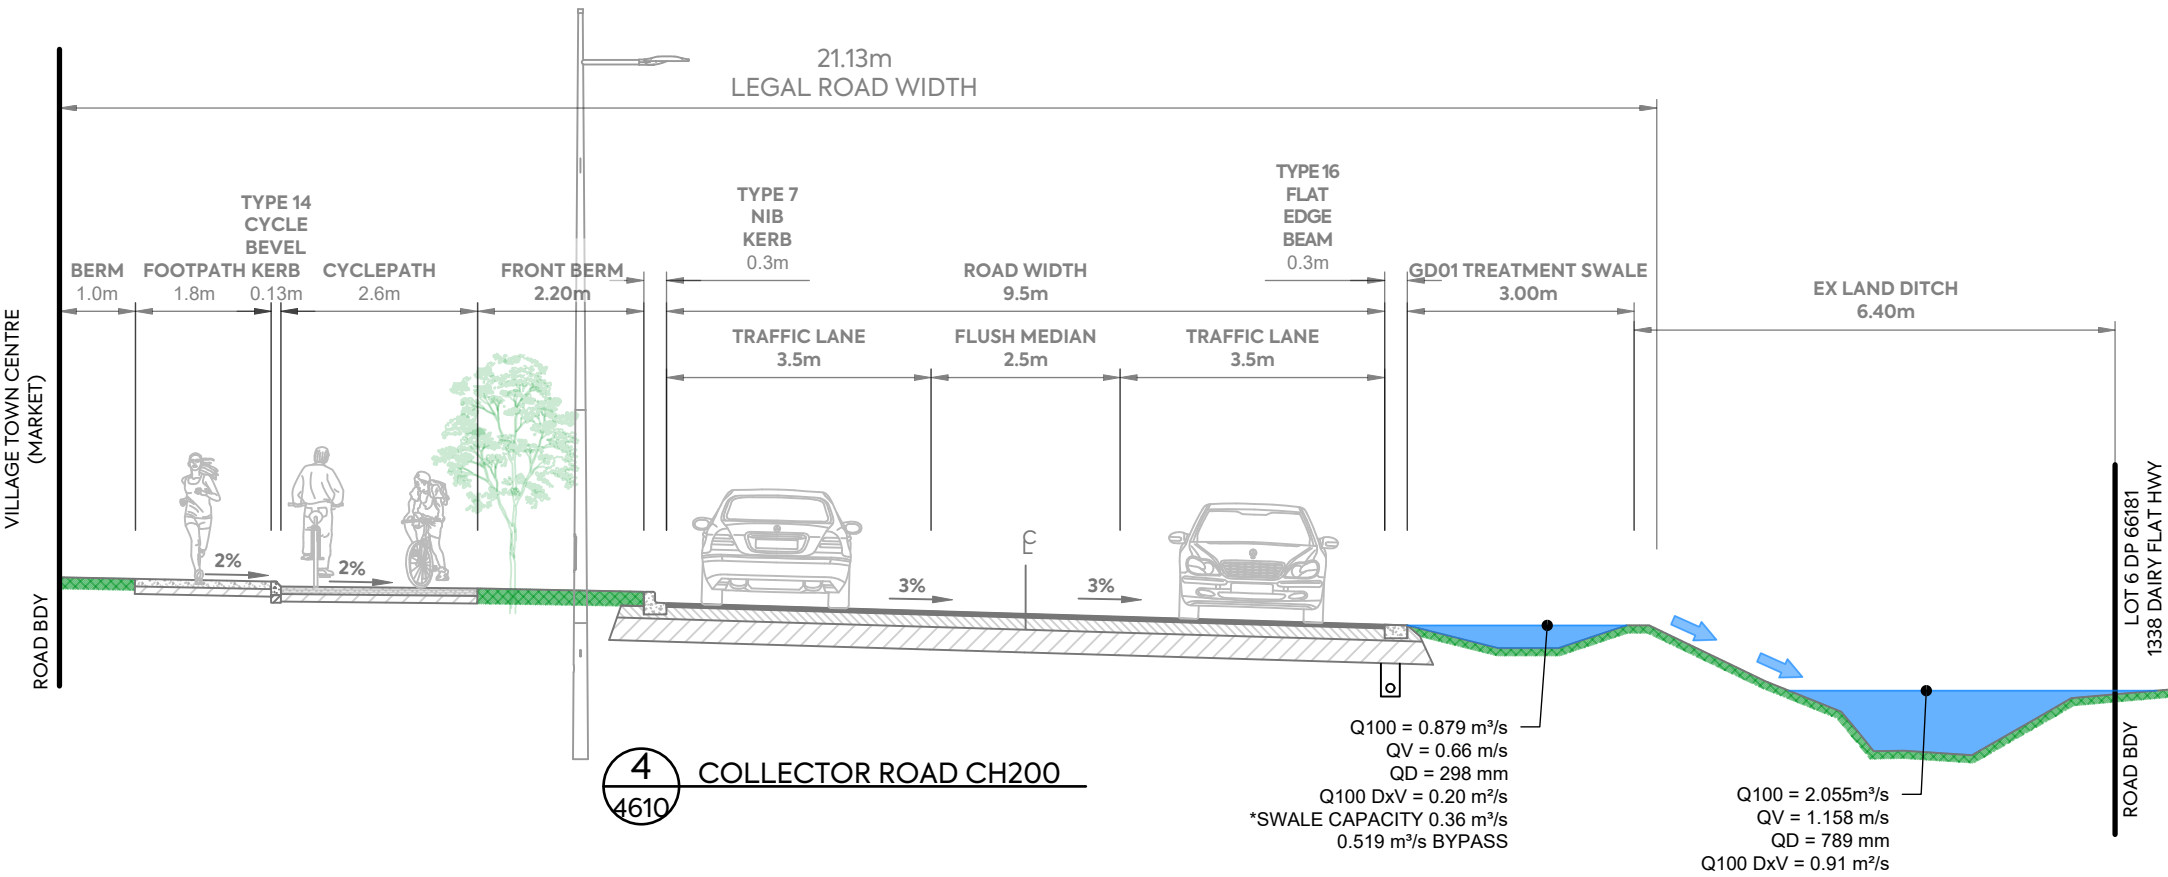 21.13m
LEGAL ROAD WIDTH
TYPE 14
CYCLE
BEVEL
KERB
0.13m
TYPE 7
NIB
KERB
0.3m
TYPE 16
FLAT
EDGE
BEAM
0.3m
BERM
1.0m
FOOTPATH
1.8m
CYCLEPATH
2.6m
FRONT BERM
2.20m
ROAD WIDTH
9.5m
GD01 TREATMENT SWALE
3.00m
EX LAND DITCH
6.40m
TRAFFIC LANE
3.5m
FLUSH MEDIAN
2.5m
TRAFFIC LANE
3.5m
VILLAGE TOWN CENTRE
(MARKET)
ROAD BDY
2%
2%
3%
CL
3%
LOT 6 DP 66181
1338 DAIRY FLAT HWY
ROAD BDY
Q100 = 0.879 m³/s
QV = 0.66 m/s
QD = 298 mm
Q100 DxV = 0.20 m²/s
*SWALE CAPACITY 0.36 m³/s
0.519 m³/s BYPASS
Q100 = 2.055m³/s
QV = 1.158 m/s
QD = 789 mm
Q100 DxV = 0.91 m²/s
4
4610
COLLECTOR ROAD CH200